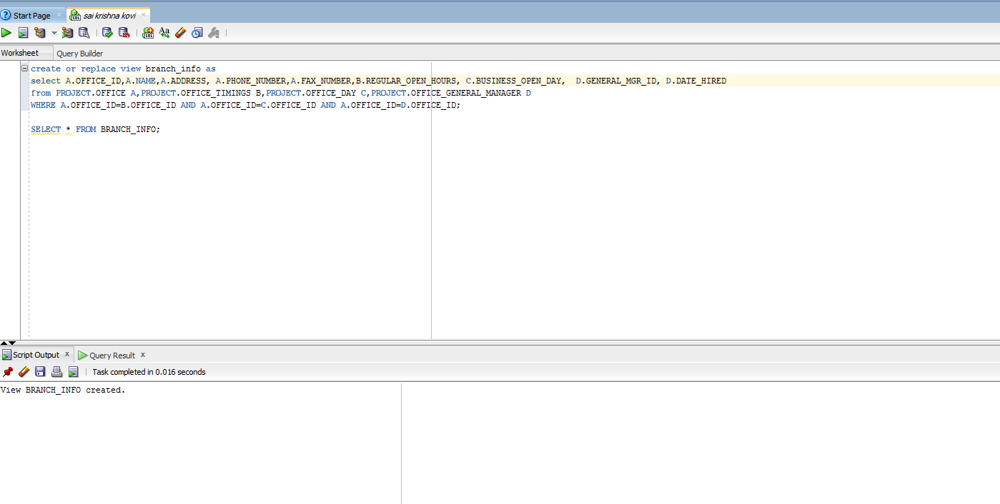 Start Page
sai krishna kovi
Worksheet Query Builder
create or replace view branch_info as
select A.OFFICE_ID,A.NAME,A.ADDRESS, A.PHONE_NUMBER,A.FAX_NUMBER,B.REGULAR_OPEN_HOURS, C.BUSINESS_OPEN_DAY,  D.GENERAL_MGR_ID, D.DATE_HIRED
from PROJECT.OFFICE A,PROJECT.OFFICE_TIMINGS B,PROJECT.OFFICE_DAY C,PROJECT.OFFICE_GENERAL_MANAGER D
WHERE A.OFFICE_ID=B.OFFICE_ID AND A.OFFICE_ID=C.OFFICE_ID AND A.OFFICE_ID=D.OFFICE_ID;
SELECT * FROM BRANCH_INFO;
Script Output x Query Result x
Task completed in 0.016 seconds
View BRANCH_INFO created.